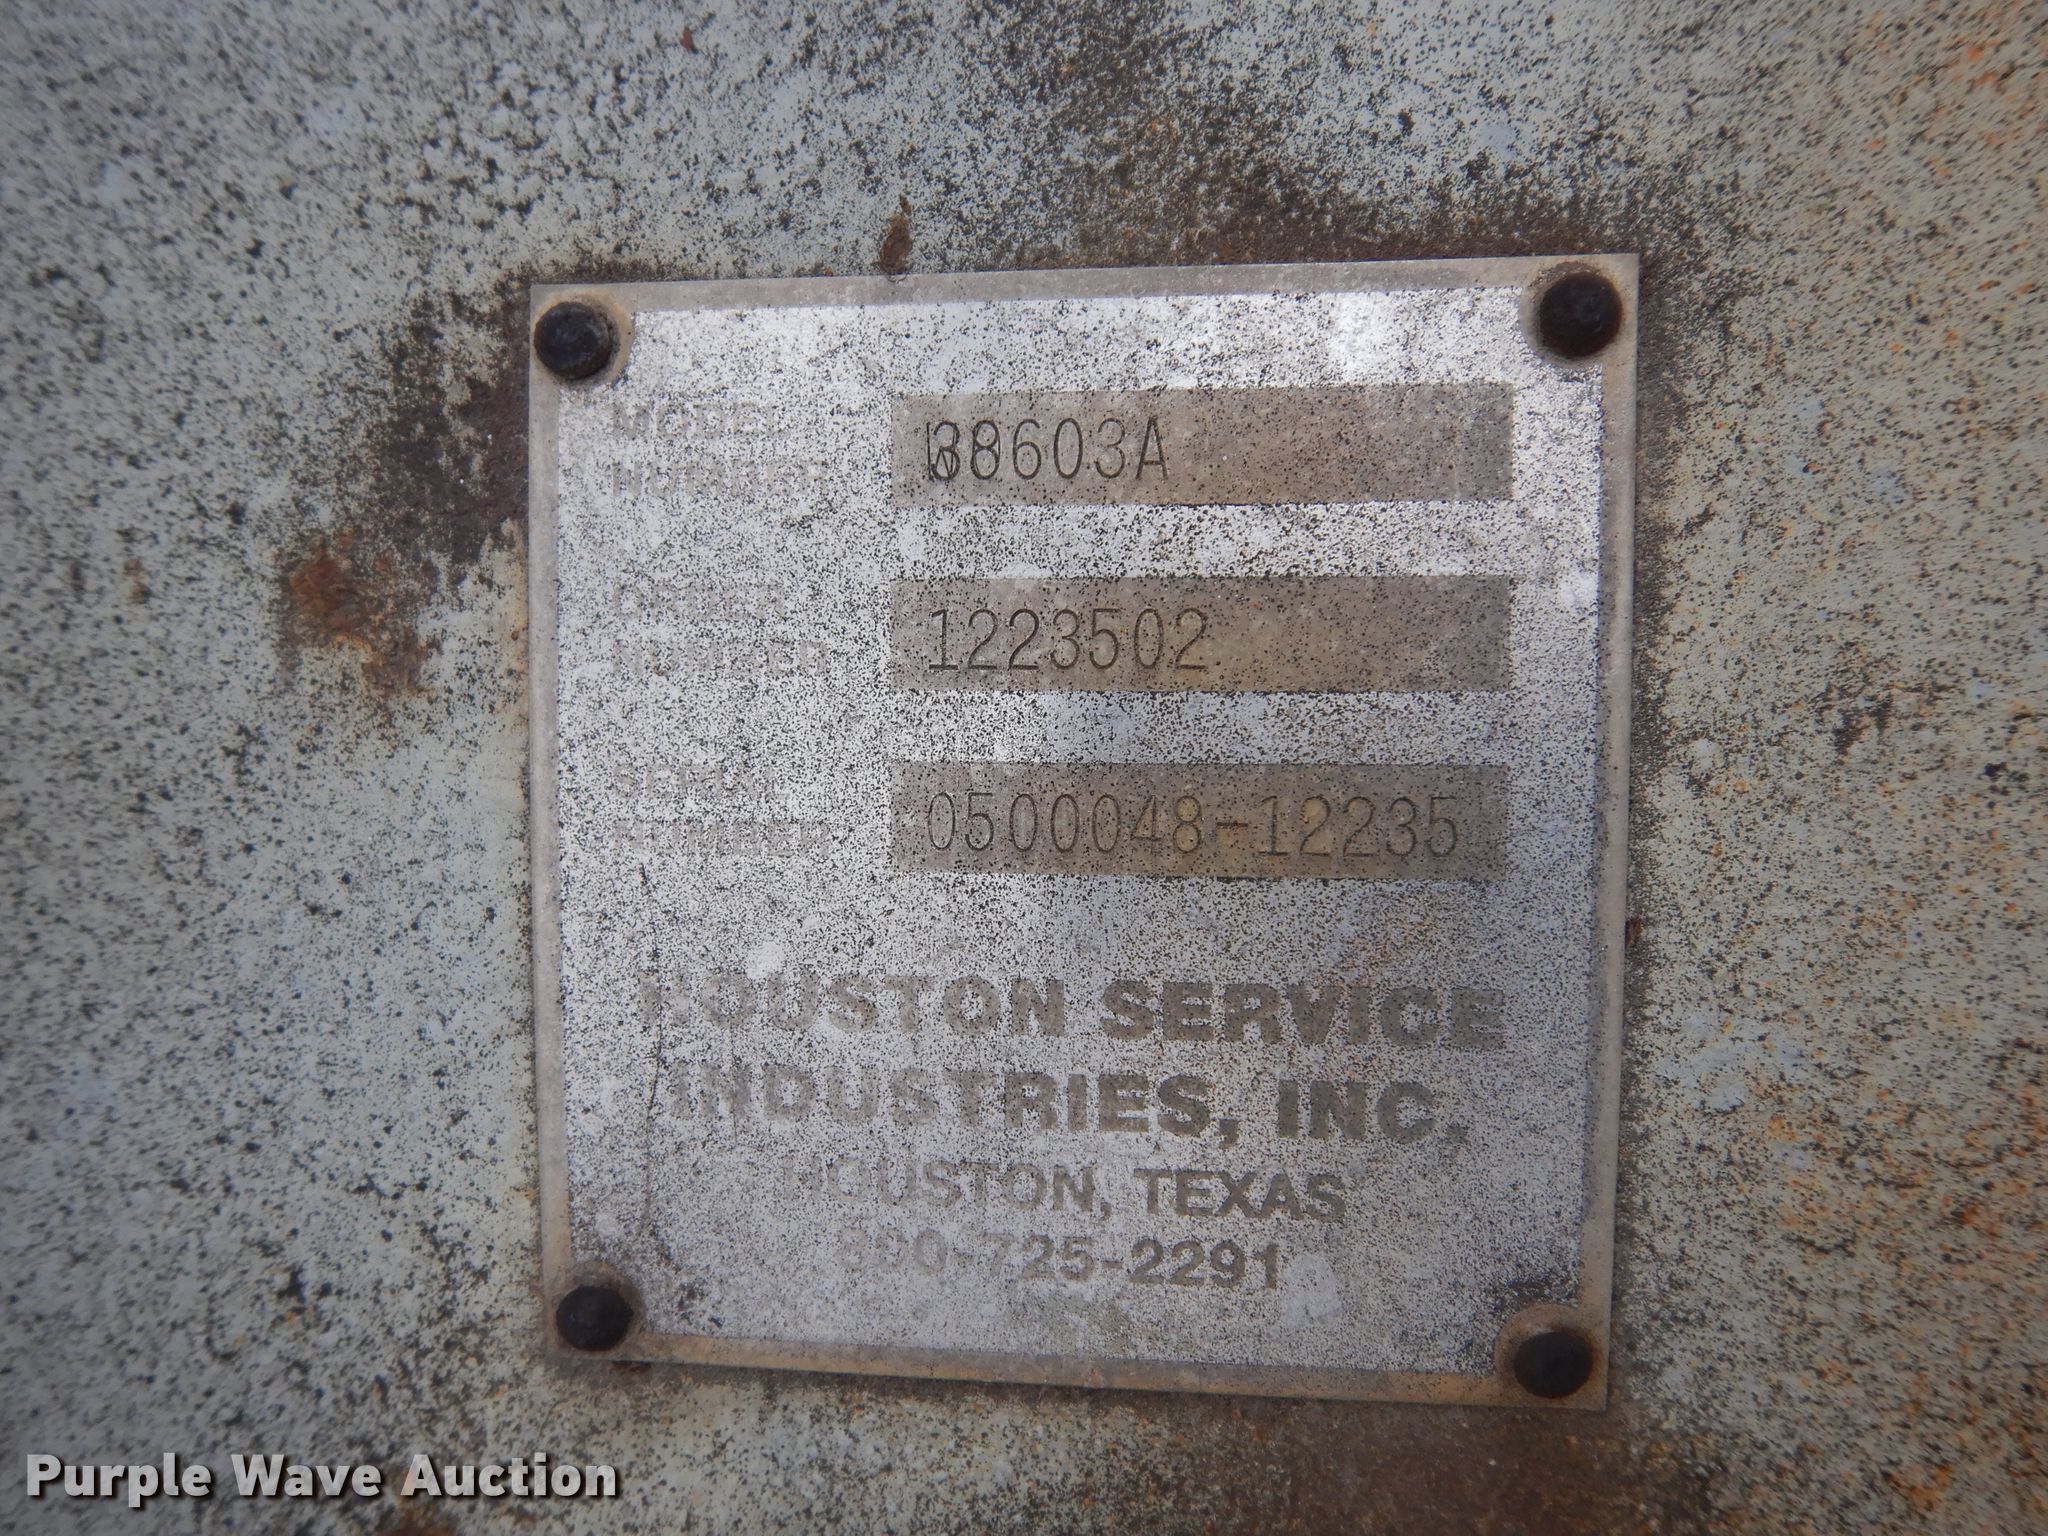 MODEL
NUMBER
38603A
ORDER
NUMBER
1223502
SERIAL
NUMBER
0500048-12235
HOUSTON SERVICE
INDUSTRIES, INC.
HOUSTON, TEXAS
800-725-2291
Purple Wave Auction